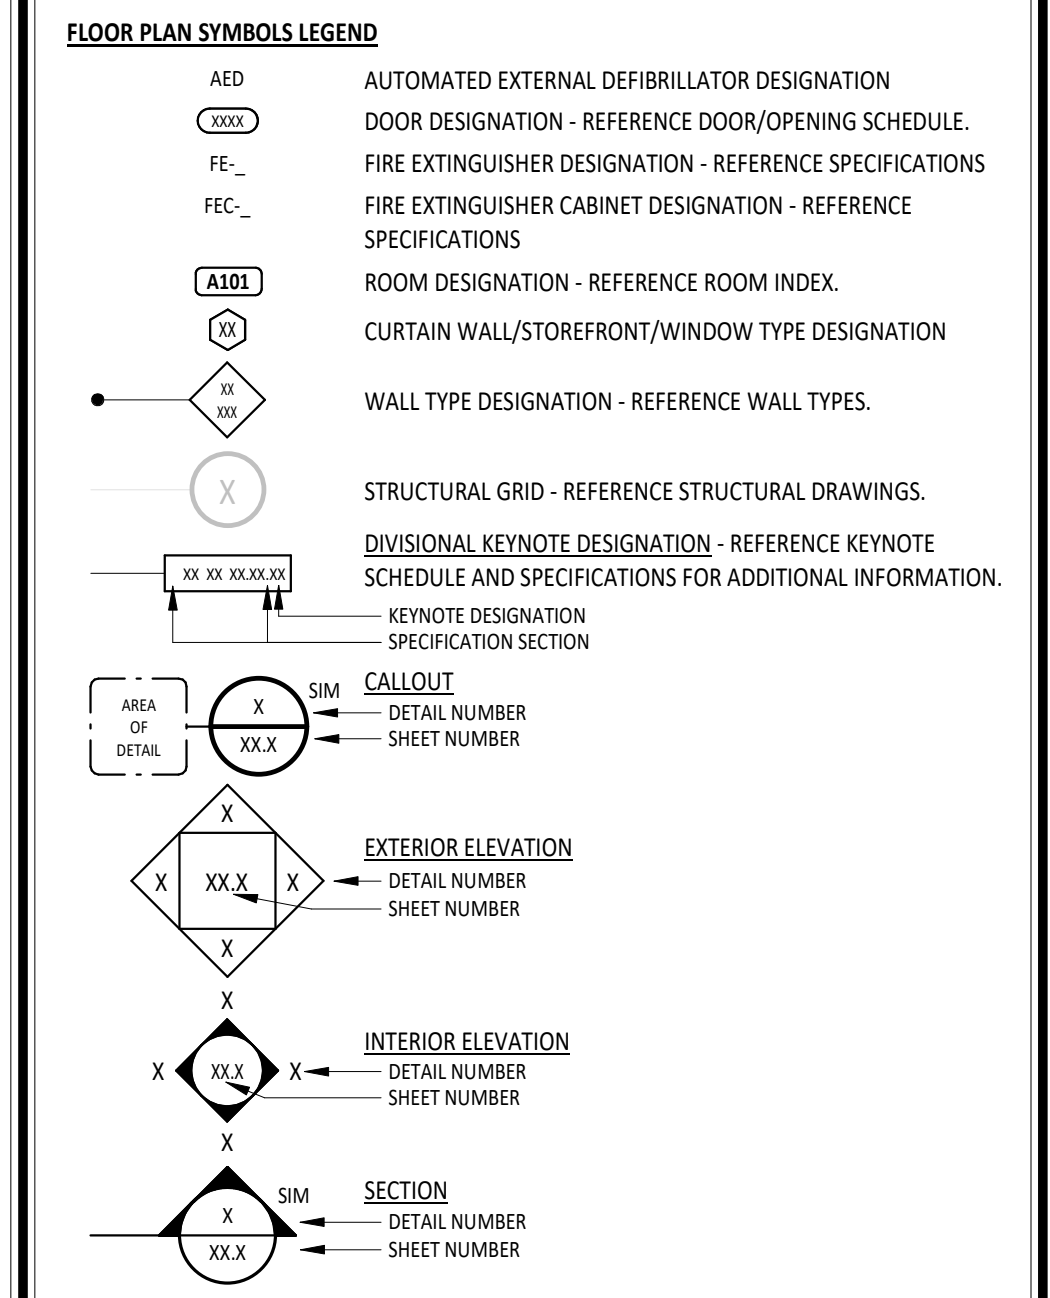 FLOOR PLAN SYMBOLS LEGEND
AED AUTOMATED EXTERNAL DEFIBRILLATOR DESIGNATION
XXXX DOOR DESIGNATION - REFERENCE DOOR/OPENING SCHEDULE.
FE-_ FIRE EXTINGUISHER DESIGNATION - REFERENCE SPECIFICATIONS
FEC-_ FIRE EXTINGUISHER CABINET DESIGNATION - REFERENCE
SPECIFICATIONS
A101 ROOM DESIGNATION - REFERENCE ROOM INDEX.
XX CURTAIN WALL/STOREFRONT/WINDOW TYPE DESIGNATION
XX
XXX
WALL TYPE DESIGNATION - REFERENCE WALL TYPES.
X STRUCTURAL GRID - REFERENCE STRUCTURAL DRAWINGS.
DIVISIONAL KEYNOTE DESIGNATION - REFERENCE KEYNOTE
XX XX XX.XX.XX SCHEDULE AND SPECIFICATIONS FOR ADDITIONAL INFORMATION.
KEYNOTE DESIGNATION
SPECIFICATION SECTION
AREA
OF
DETAIL
X
XX.X
SIM
CALLOUT
DETAIL NUMBER
SHEET NUMBER
X
X XX.X X
X
EXTERIOR ELEVATION
DETAIL NUMBER
SHEET NUMBER
X
X XX.X X
X
INTERIOR ELEVATION
DETAIL NUMBER
SHEET NUMBER
SIM
X
XX.X
SECTION
DETAIL NUMBER
SHEET NUMBER